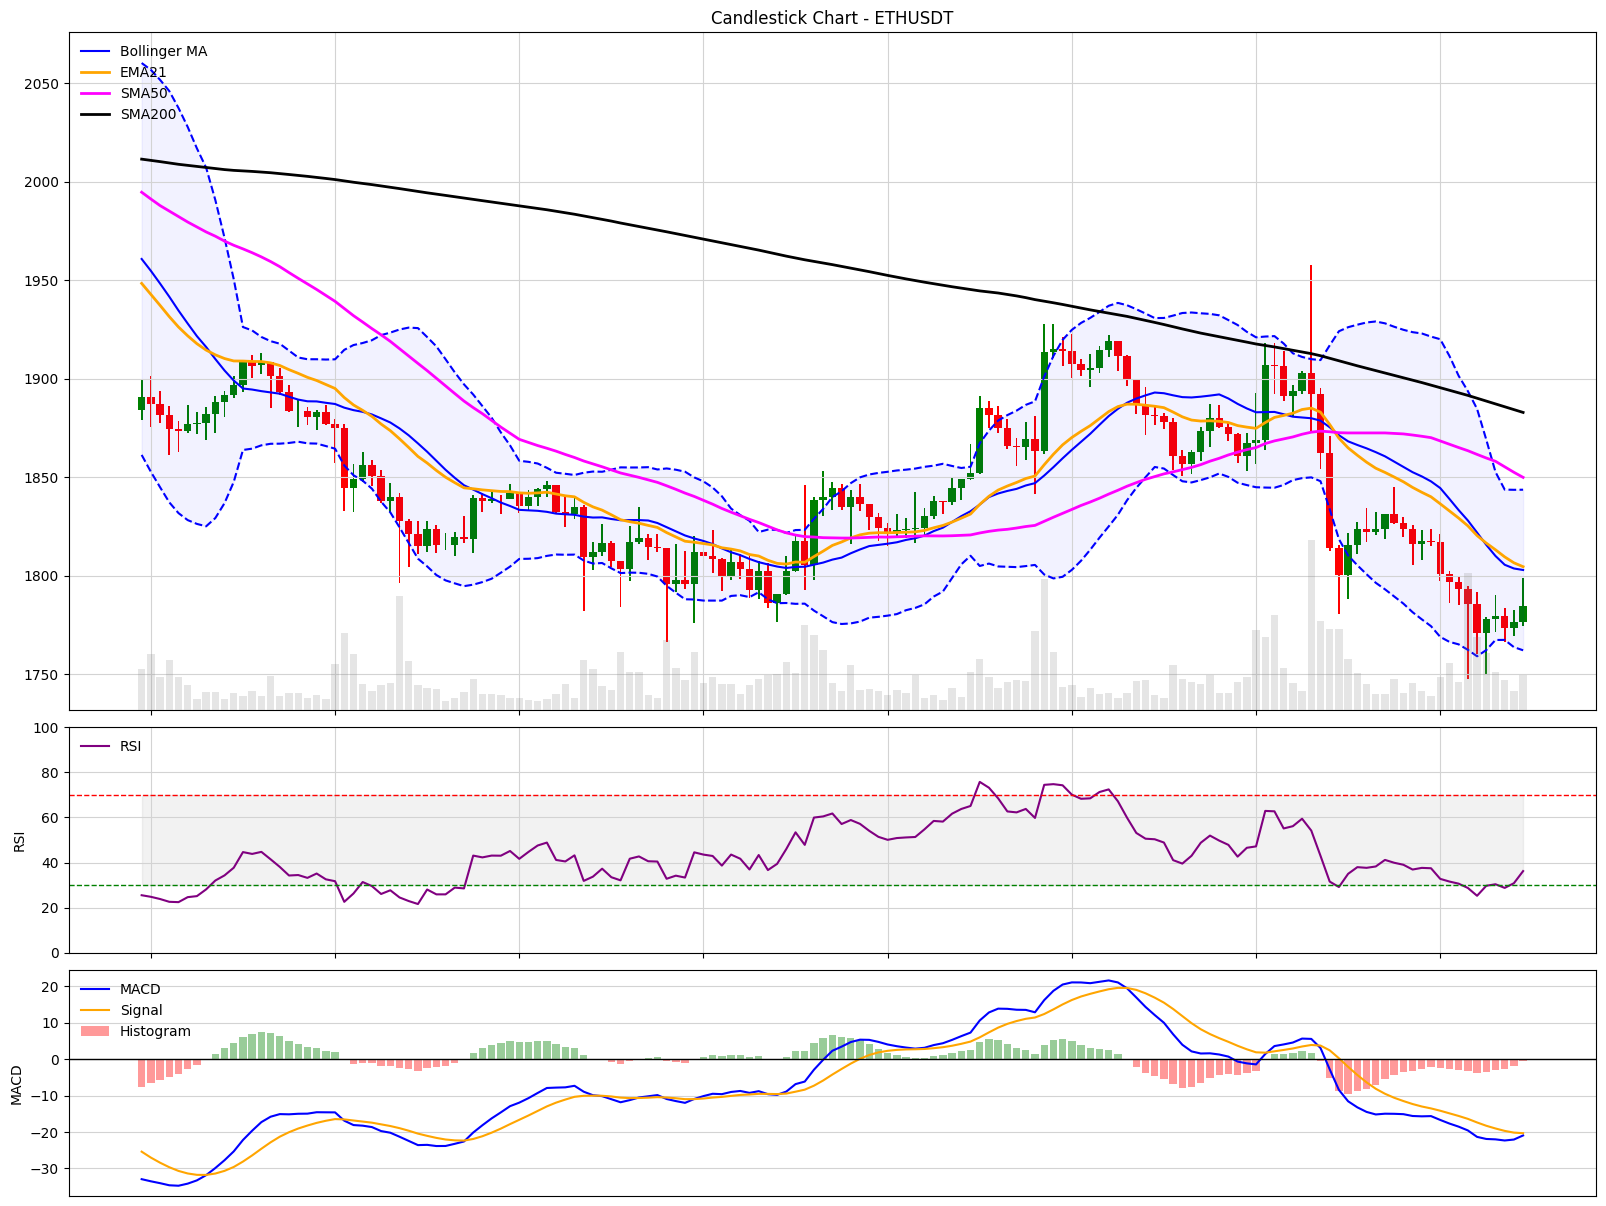 Candlestick Chart - ETHUSDT
Bollinger MA
EMA21
SMA50
SMA200
2050
2000
1950
1900
1850
1800
1750
RSI
RSI
100
80
60
40
20
0
MACD
Signal
Histogram
MACD
20
10
0
−10
−20
−30